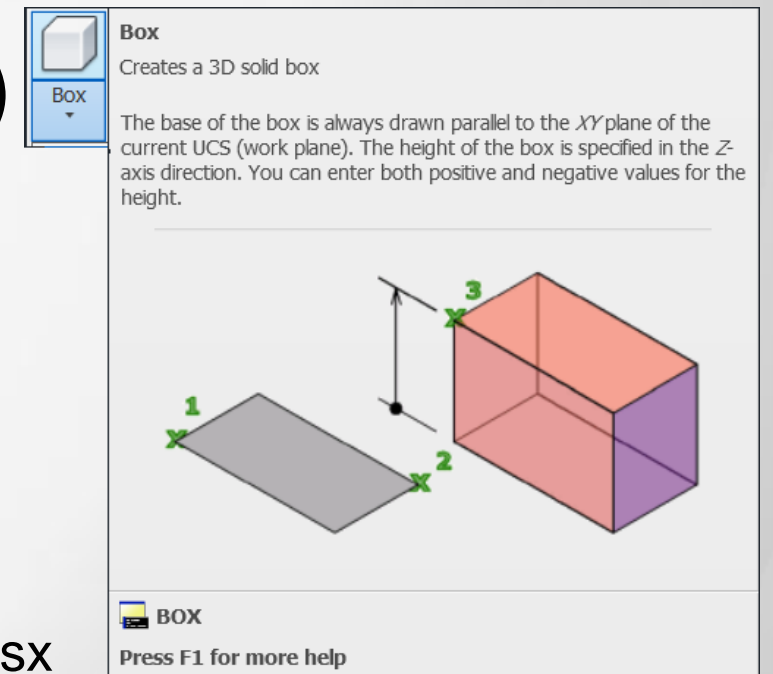 )
Box
Box
Creates a 3D solid box
The base of the box is always drawn parallel to the XY plane of the
current UCS (work plane). The height of the box is specified in the Z-
axis direction. You can enter both positive and negative values for the
height.
3
1
2
BOX
sx
Press F1 for more help